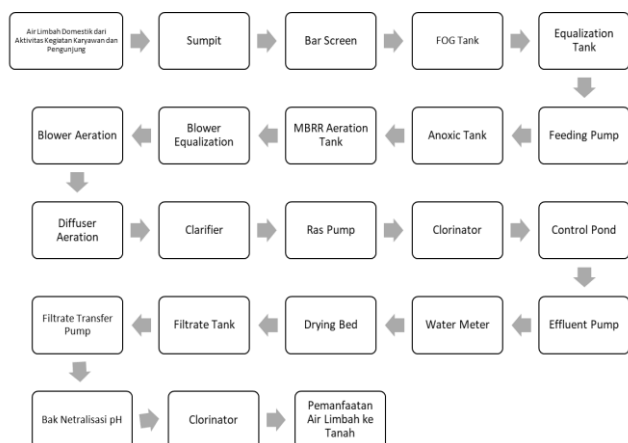 Air Limbah Domestik dari
Aktivitas Kegiatan Karyawan dan
Pengunjung
Sumpit
Bar Screen
FOG Tank
Equalization
Tank
Feeding Pump
Anoxic Tank
MBRR Aeration
Tank
Blower
Equalization
Blower Aeration
Diffuser
Aeration
Clarifier
Ras Pump
Clorinator
Control Pond
Effluent Pump
Water Meter
Drying Bed
Filtrate Tank
Filtrate Transfer
Pump
Bak Netralisasi pH
Clorinator
Pemanfaatan
Air Limbah ke
Tanah